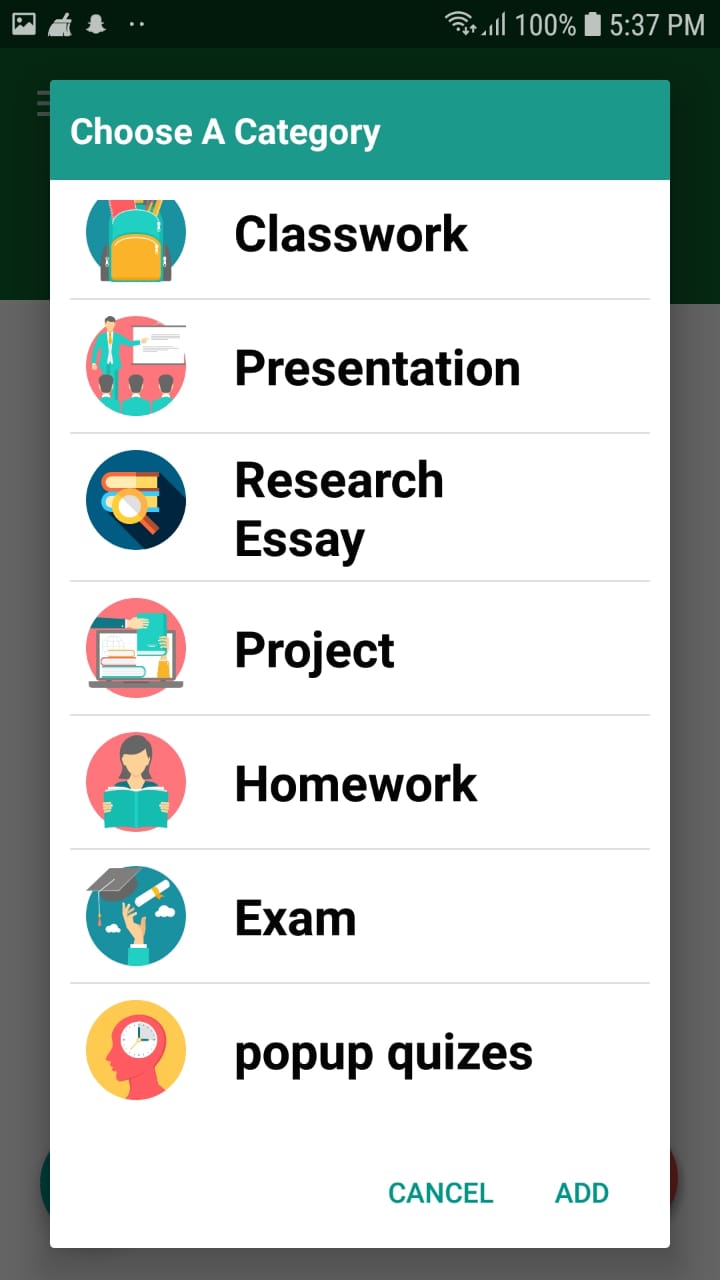 100% 5:37 PM
Choose A Category
Classwork
Presentation
Research
Essay
Project
Homework
Exam
popup quizes
CANCEL ADD